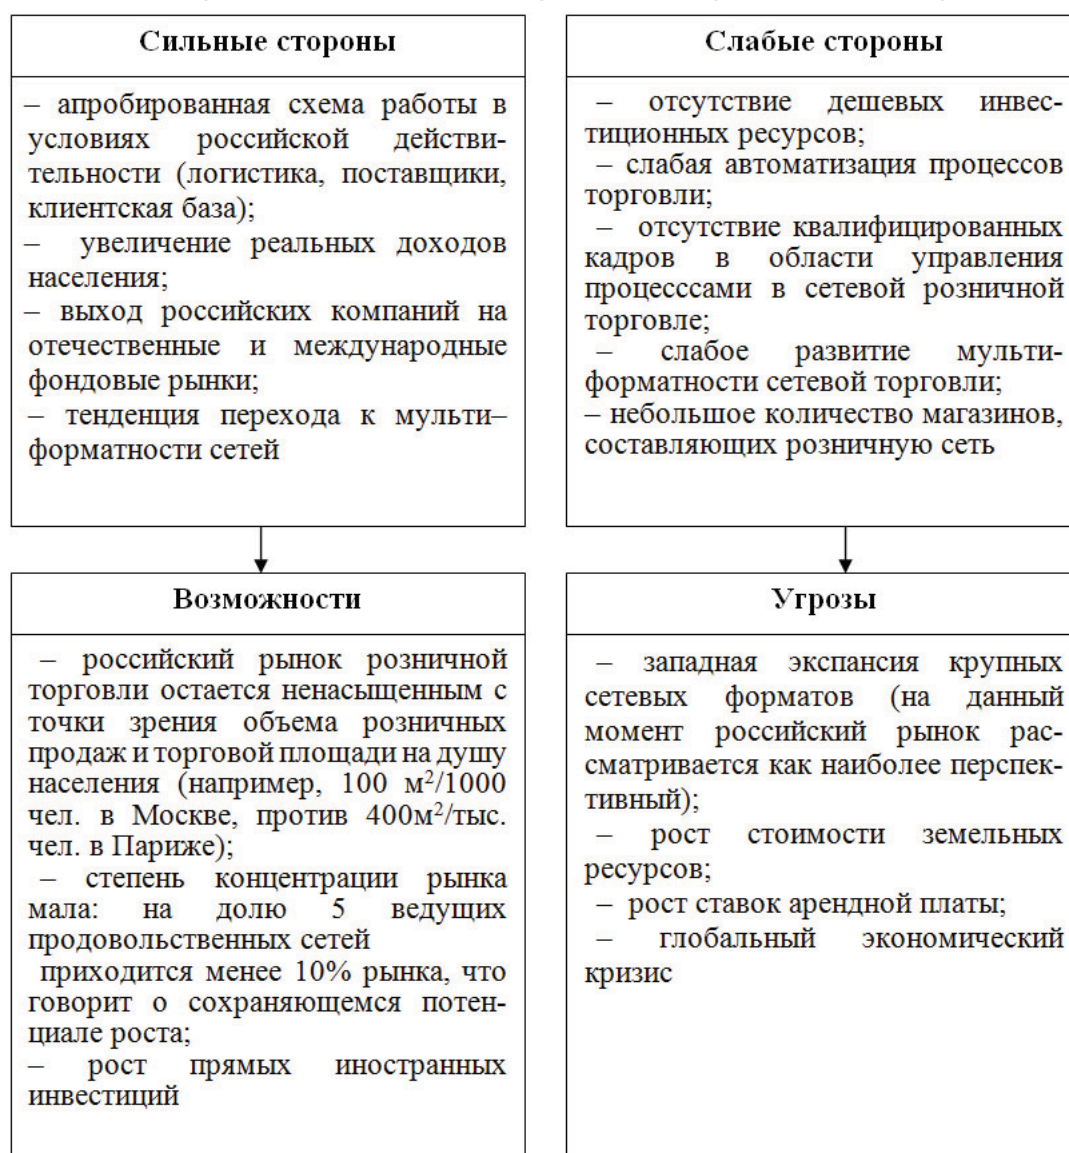 Сильные стороны
– апробированная схема работы в
условиях российской действи-
тельности (логистика, поставщики,
клиентская база);
– увеличение реальных доходов
населения;
– выход российских компаний на
отечественные и международные
фондовые рынки;
– тенденция перехода к мульти–
форматности сетей
Слабые стороны
– отсутствие дешевых инвес-
тиционных ресурсов;
– слабая автоматизация процессов
торговли;
– отсутствие квалифицированных
кадров в области управления
процесссами в сетевой розничной
торговле;
– слабое развитие мульти-
форматности сетевой торговли;
– небольшое количество магазинов,
составляющих розничную сеть
Возможности
– российский рынок розничной
торговли остается ненасыщенным с
точки зрения объема розничных
продаж и торговой площади на душу
населения (например, 100 м²/1000
чел. в Москве, против 400м²/тыс.
чел. в Париже);
– степень концентрации рынка
мала: на долю 5 ведущих
продовольственных сетей
приходится менее 10% рынка, что
говорит о сохраняющемся потен-
циале роста;
– рост прямых иностранных
инвестиций
Угрозы
– западная экспансия крупных
сетевых форматов (на данный
момент российский рынок рас-
сматривается как наиболее перспек-
тивный);
– рост стоимости земельных
ресурсов;
– рост ставок арендной платы;
– глобальный экономический
кризис